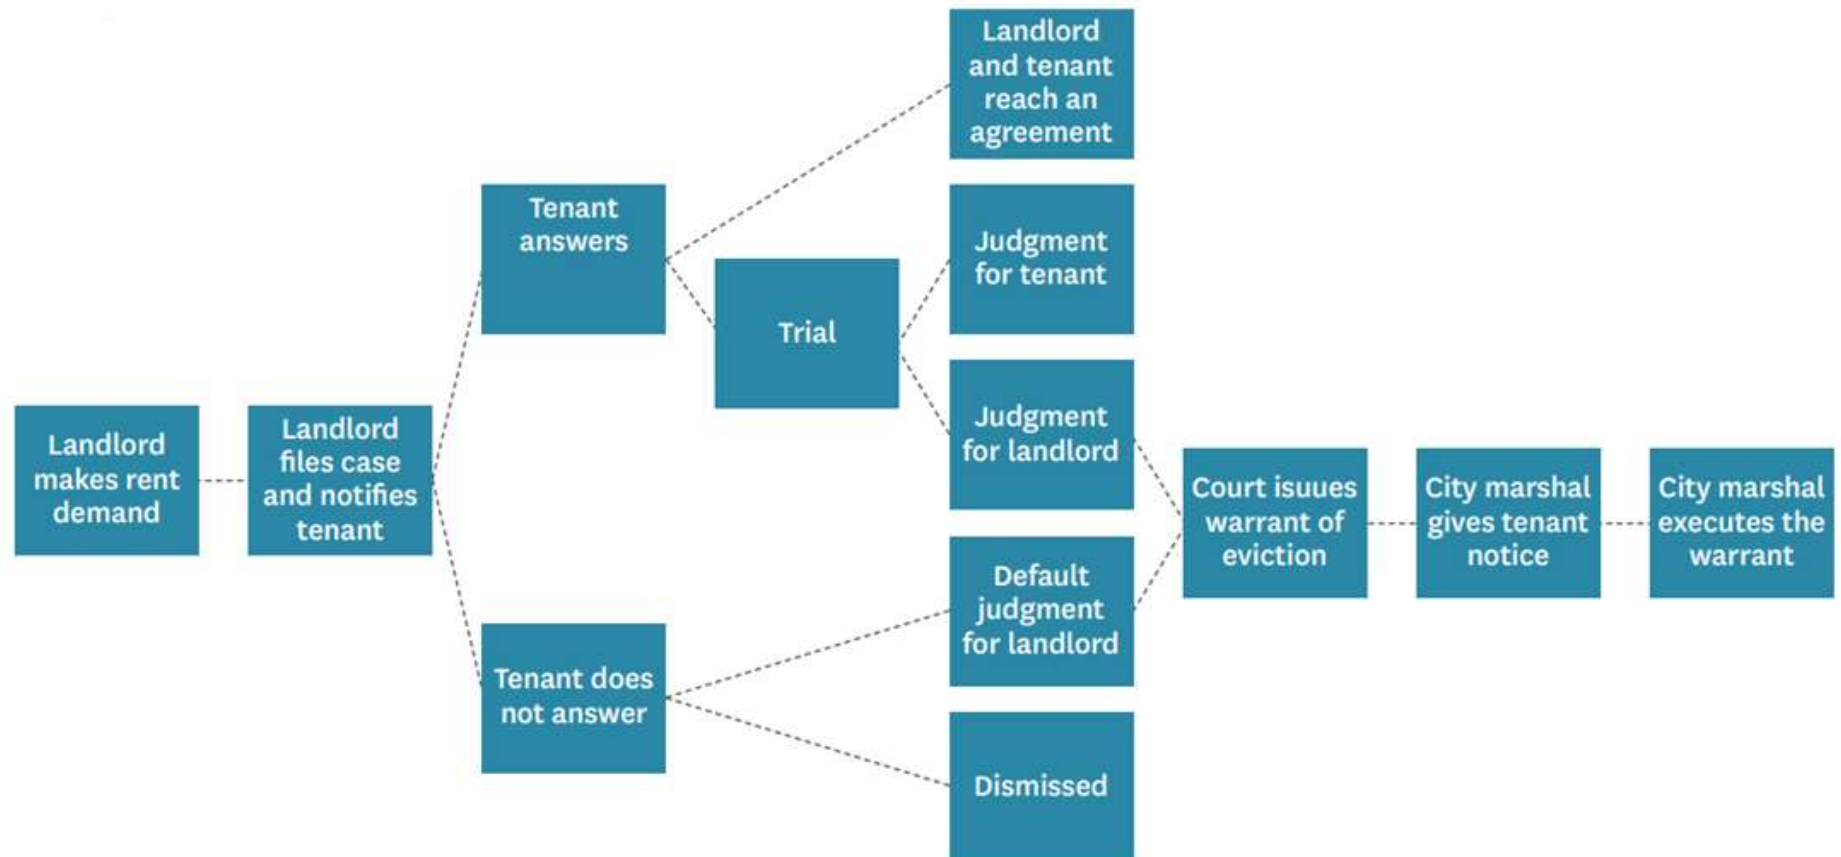 Landlord
makes rent
demand
Landlord
files case
and notifies
tenant
Tenant
answers
Tenant does
not answer
Trial
Landlord
and tenant
reach an
agreement
Judgment
for tenant
Judgment
for landlord
Default
judgment
for landlord
Dismissed
Court isuues
warrant of
eviction
City marshal
gives tenant
notice
City marshal
executes the
warrant